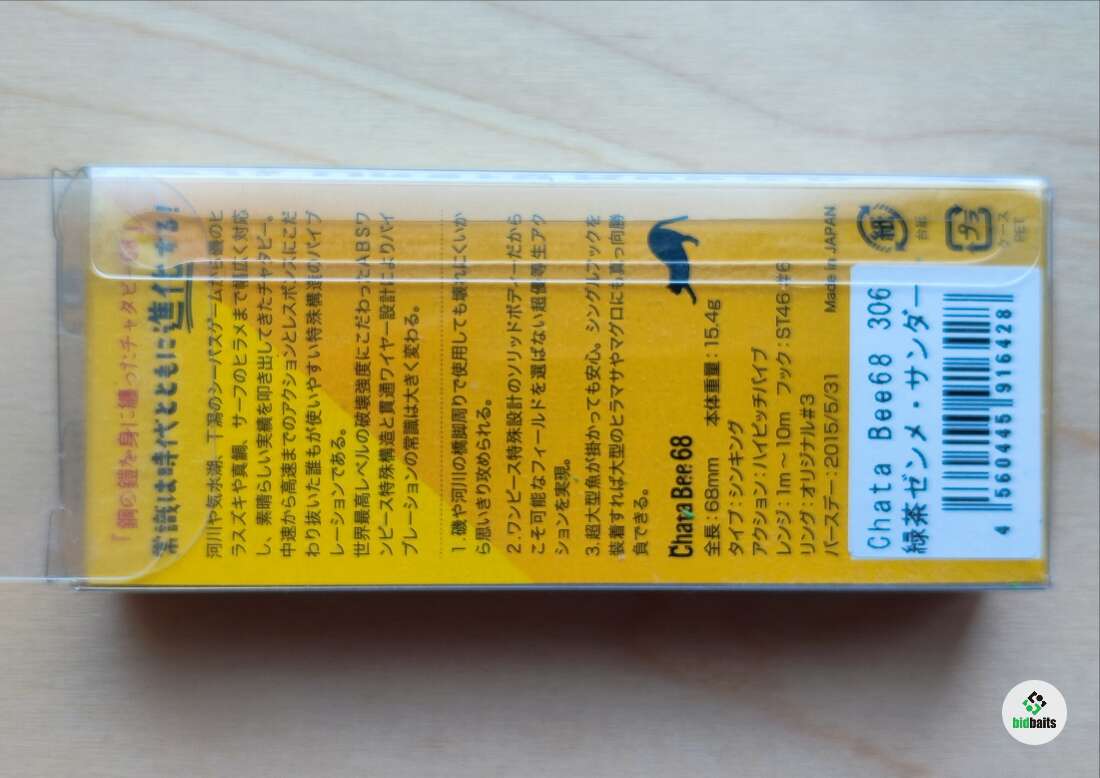 『鋼の鎧を身に纏ったチャタビー68』
常識は時代とともに進化する!
河川や汽水湖、干潟のシーバスゲームから磯のヒ
ラスズキや真鯛、サーフのヒラメまで幅広く対応
し、素晴らしい実績を叩き出してきたチャタビー。
中速から高速までのアクションとレスポンスにこだ
わり抜いた誰もが使いやすい特殊構造のバイブ
レーションである。
世界最高レベルの破壊強度にこだわったABSワ
ンピース特殊構造と貫通ワイヤー設計によりバイ
ブレーションの常識は大きく変わる。
1.磯や河川の橋脚周りで使用しても壊れにくいか
ら思いきり攻められる。
2.ワンピース特殊設計のソリッドボディーだから
こそ可能なフィールドを選ばない超優等生アク
ションを実現。
3.超大型魚が掛かっても安心。シングルフックを
装着すれば大型のヒラマサやマグロにも真っ向勝
負できる。
ChataBee68
全長:68mm 本体重量:15.4g
タイプ:シンキング
アクション:ハイピッチバイブ
レンジ:1m〜10m フック:ST46 #6
リング:オリジナル#3
バースデー:2015/5/31
Made in JAPAN
紙
台紙
プラ
ケース
PET
Chata Bee68 306
緑茶ゼンメ・サンダー
4 560445 916428
bidbaits